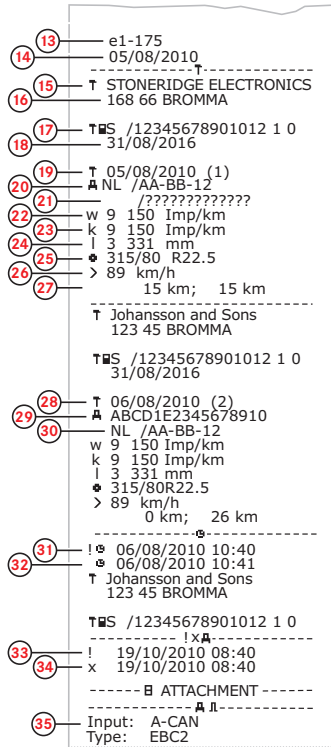 13 e1-175
14 05/08/2010
15 STONERIDGE ELECTRONICS
16 168 66 BROMMA
17 S /12345678901012 1 0
18 31/08/2016
19 05/08/2010 (1)
20 NL /AA-BB-12
21 /?????????????
22 w 9 150 Imp/km
23 k 9 150 Imp/km
24 l 3 331 mm
25 315/80 R22.5
26 > 89 km/h
27 15 km; 15 km
Johansson and Sons
123 45 BROMMA
S /12345678901012 1 0
31/08/2016
28 06/08/2010 (2)
29 ABCD1E2345678910
30 NL /AA-BB-12
w 9 150 Imp/km
k 9 150 Imp/km
l 3 331 mm
315/80R22.5
> 89 km/h
0 km; 26 km
31 ! 06/08/2010 10:40
32 06/08/2010 10:41
Johansson and Sons
123 45 BROMMA
S /12345678901012 1 0
!x
33 ! 19/10/2010 08:40
34 x 19/10/2010 08:40
ATTACHMENT
35 Input: A-CAN
Type: EBC2